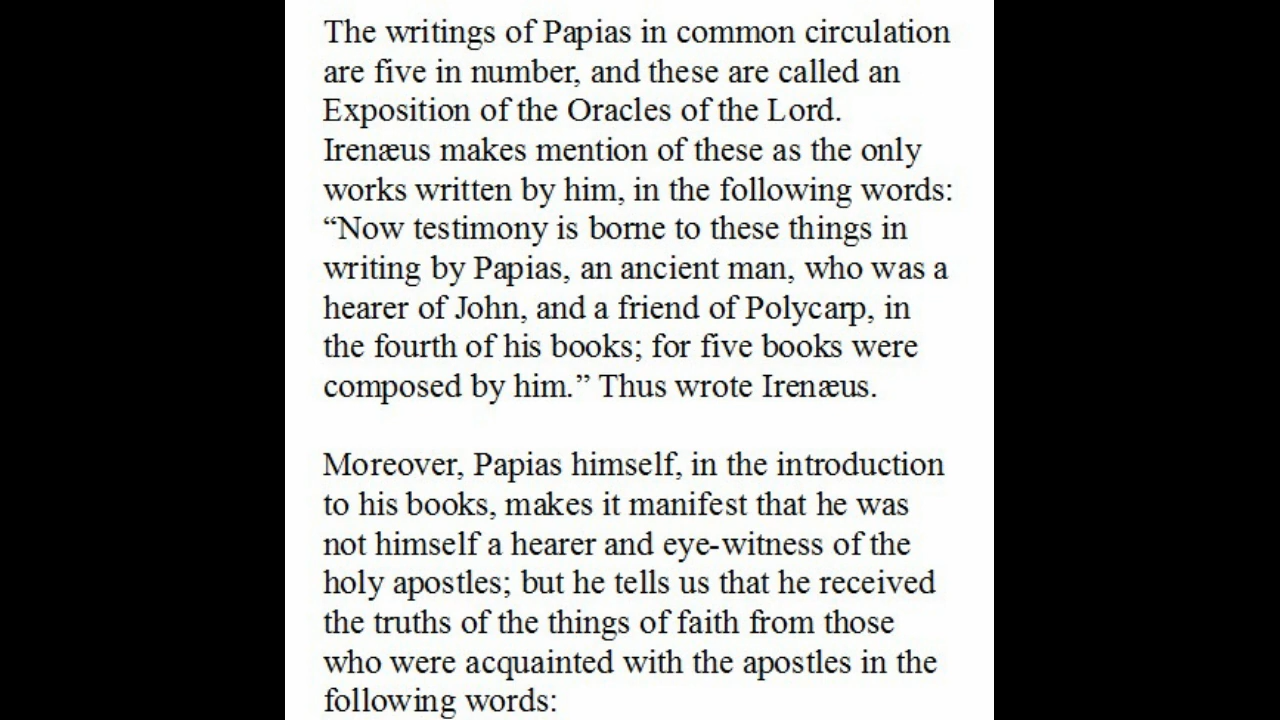 The writings of Papias in common circulation
are five in number, and these are called an
Exposition of the Oracles of the Lord.
Irenæus makes mention of these as the only
works written by him, in the following words:
“Now testimony is borne to these things in
writing by Papias, an ancient man, who was a
hearer of John, and a friend of Polycarp, in
the fourth of his books; for five books were
composed by him.” Thus wrote Irenæus.
Moreover, Papias himself, in the introduction
to his books, makes it manifest that he was
not himself a hearer and eye-witness of the
holy apostles; but he tells us that he received
the truths of the things of faith from those
who were acquainted with the apostles in the
following words: